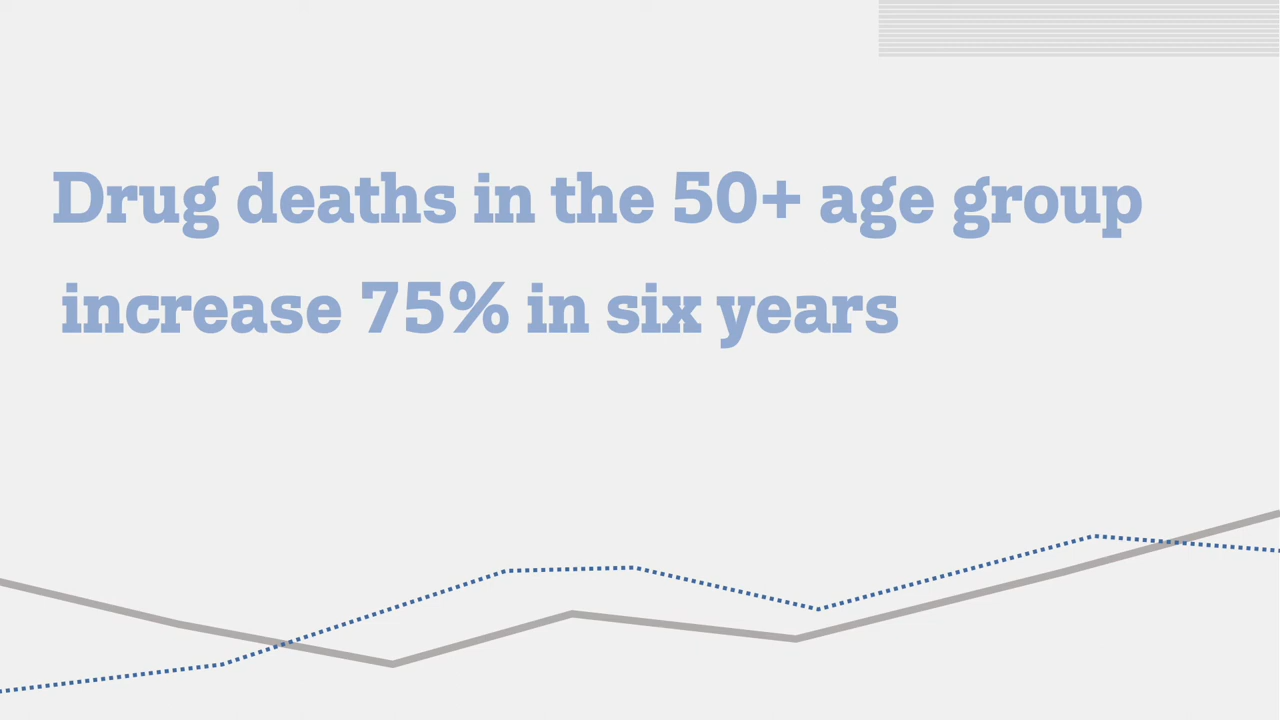 Drug deaths in the 50+ age group
increase 75% in six years